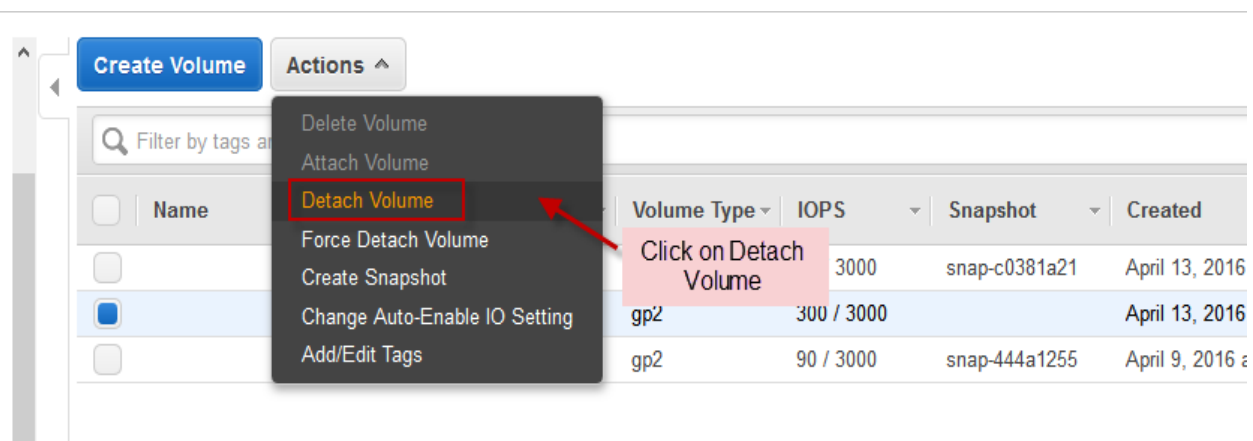 Create Volume Actions
Filter by tags
Delete Volume
Attach Volume
Detach Volume
Force Detach Volume
Create Snapshot
Change Auto-Enable IO Setting
Add/Edit Tags
Name Volume Type IOPS Snapshot Created
Click on Detach
Volume
3000 snap-c0381a21 April 13, 2016
gp2 300 / 3000 April 13, 2016
gp2 90 / 3000 snap-444a1255 April 9, 2016 a